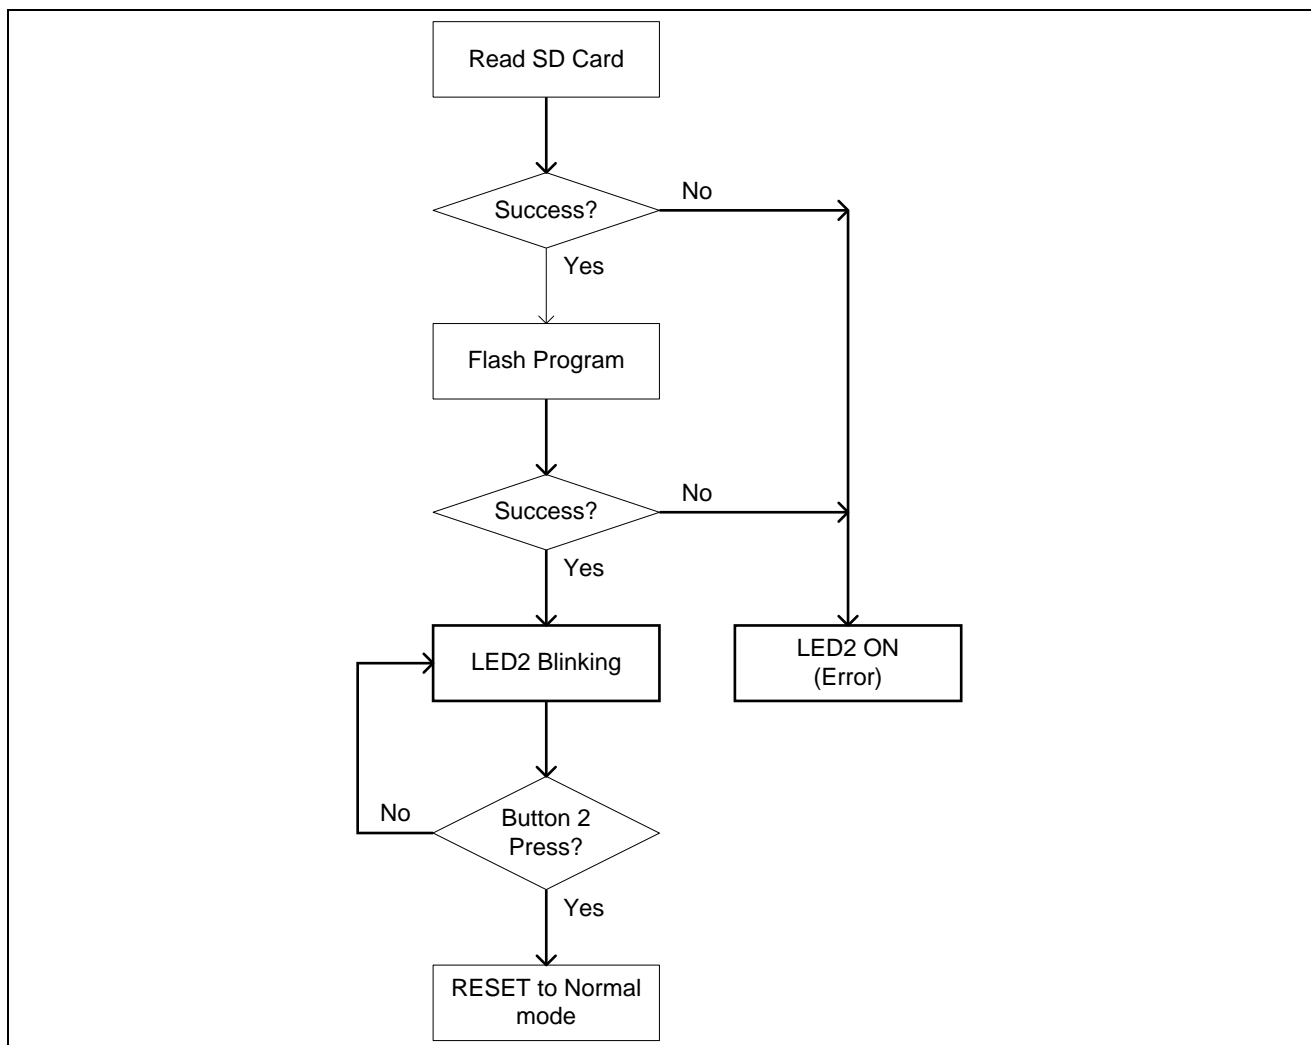 Read SD Card
Success?
No
Yes
Flash Program
Success?
No
Yes
LED2 Blinking
LED2 ON
(Error)
No
Button 2
Press?
Yes
RESET to Normal
mode